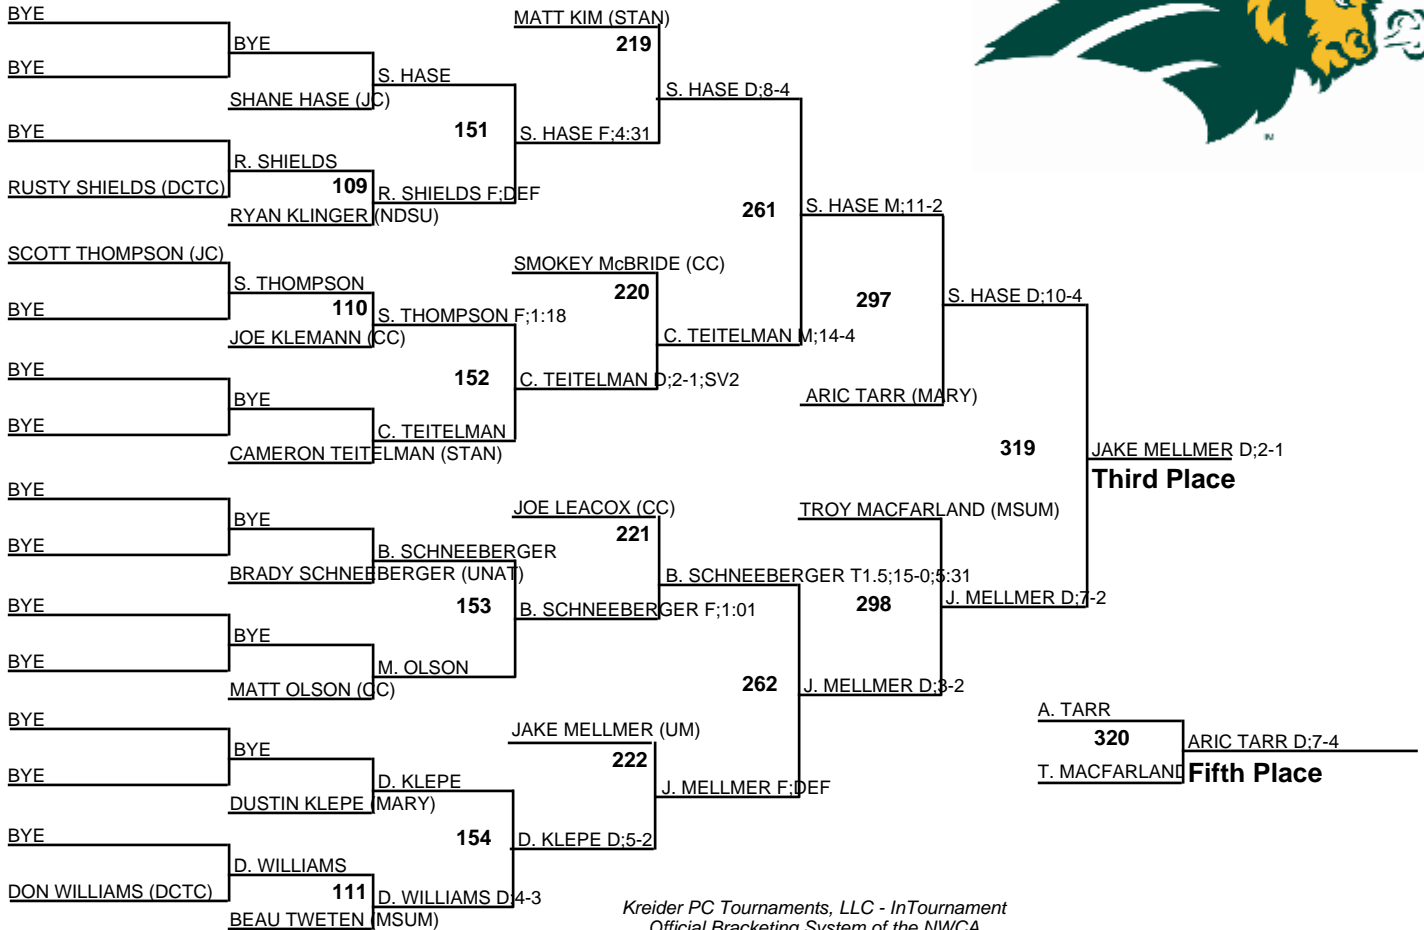 BYE
BYE
BYE
SHANE HASE (JC)
S. HASE
BYE
RUSTY SHIELDS (DCTC)
R. SHIELDS
109
RYAN KLINGER (NDSU)
R. SHIELDS F;DEF
151
S. HASE F;4:31
MATT KIM (STAN)
219
S. HASE D;8-4
SCOTT THOMPSON (JC)
BYE
S. THOMPSON
110
JOE KLEMANN (CC)
S. THOMPSON F;1:18
BYE
BYE
BYE
CAMERON TEITELMAN (STAN)
C. TEITELMAN
152
C. TEITELMAN D;2-1;SV2
SMOKEY McBRIDE (CC)
220
C. TEITELMAN M;14-4
261
S. HASE M;11-2
297
ARIC TARR (MARY)
S. HASE D;10-4
BYE
BYE
BYE
BRADY SCHNEEBERGER (UNAT)
B. SCHNEEBERGER
BYE
BYE
BYE
MATT OLSON (CC)
M. OLSON
153
B. SCHNEEBERGER F;1:01
JOE LEACOX (CC)
221
B. SCHNEEBERGER T1.5;15-0;5:31
BYE
BYE
BYE
DUSTIN KLEPE (MARY)
D. KLEPE
BYE
DON WILLIAMS (DCTC)
D. WILLIAMS
111
BEAU TWETEN (MSUM)
D. WILLIAMS D;4-3
154
D. KLEPE D;5-2
JAKE MELLMER (UM)
222
J. MELLMER F;DEF
262
J. MELLMER D;3-2
TROY MACFARLAND (MSUM)
298
J. MELLMER D;7-2
319
JAKE MELLMER D;2-1
Third Place
A. TARR
320
T. MACFARLAND
ARIC TARR D;7-4
Fifth Place
Kreider PC Tournaments, LLC - InTournament
Official Bracketing System of the NWCA